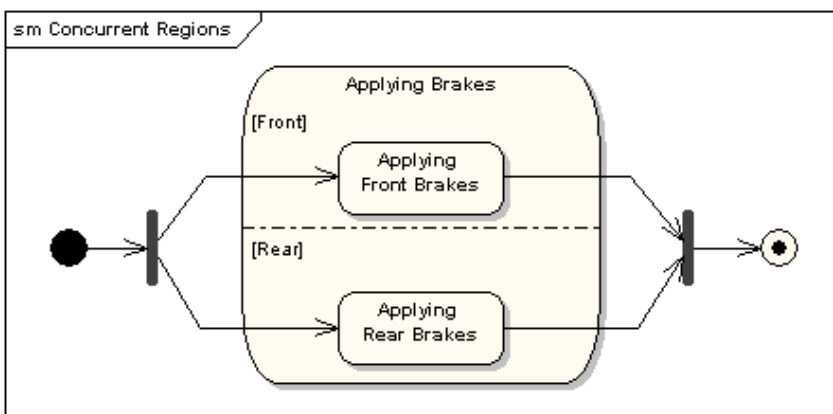 sm Concurrent Regions
Applying Brakes
[Front]
Applying
Front Brakes
[Rear]
Applying
Rear Brakes